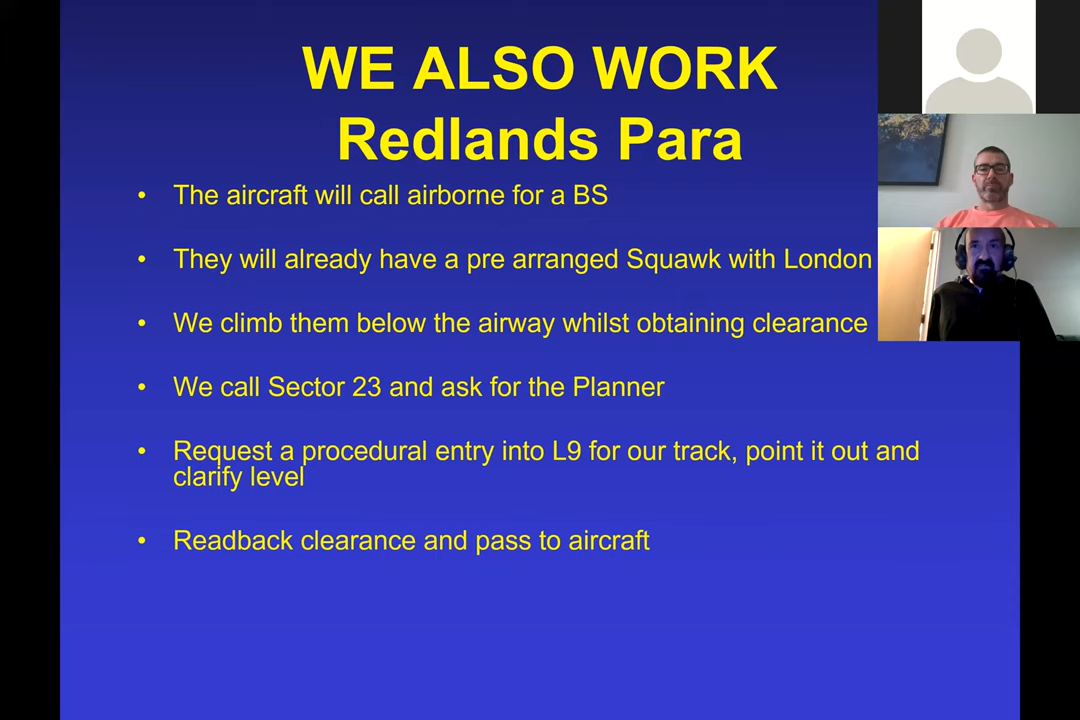 WE ALSO WORK
Redlands Para
• The aircraft will call airborne for a BS
• They will already have a pre arranged Squawk with London
• We climb them below the airway whilst obtaining clearance
• We call Sector 23 and ask for the Planner
• Request a procedural entry into L9 for our track, point it out and
clarify level
• Readback clearance and pass to aircraft